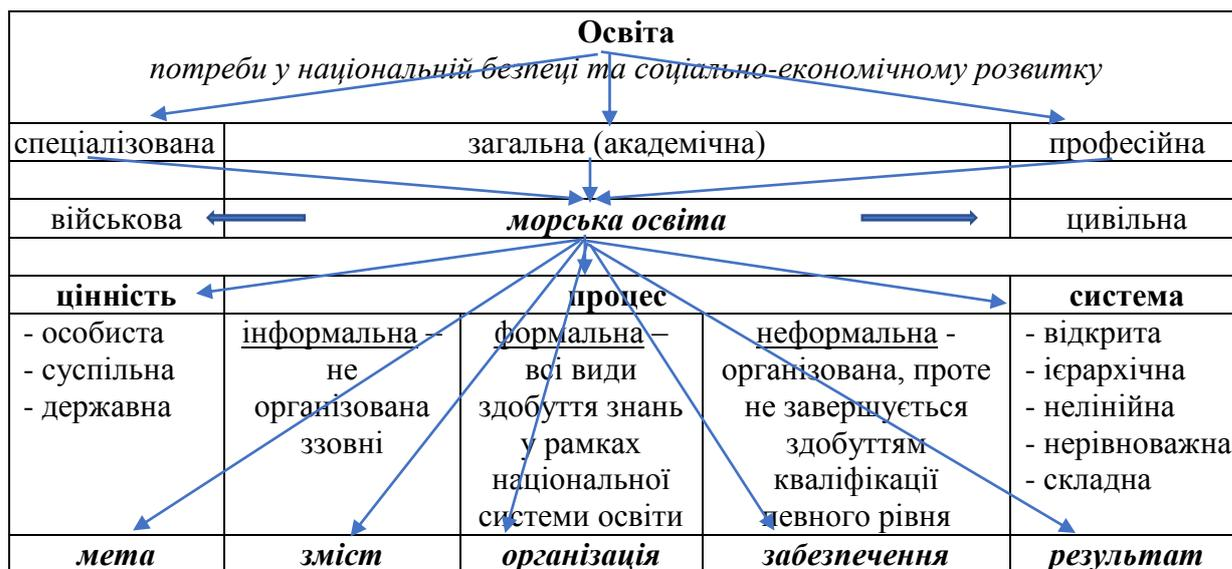 Освіта
потреби у національній безпеці та соціально-економічному розвитку
спеціалізована
загальна (академічна)
професійна
військова
морська освіта
цивільна
цінність
процес
система
- особиста
- суспільна
- державна
інформальна –
не
організована
ззовні
формальна –
всі види
здобуття знань
у рамках
національної
системи освіти
неформальна -
організована, проте
не завершується
здобуттям
кваліфікації
певного рівня
- відкрита
- ієрархічна
- нелінійна
- нерівноважна
- складна
мета
зміст
організація
забезпечення
результат